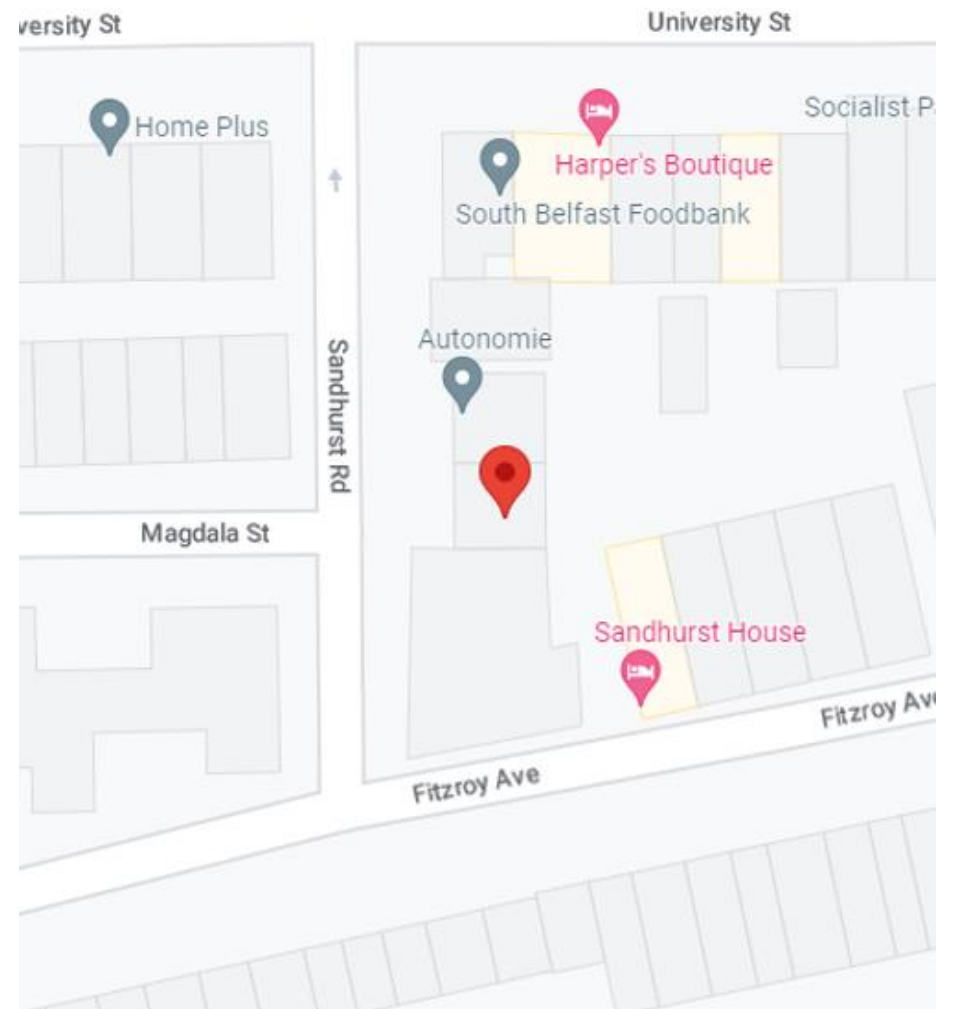 versity St
University St
Home Plus
Socialist P
Harper's Boutique
South Belfast Foodbank
Autonomie
Sandhurst Rd
Magdala St
Sandhurst House
Fitzroy Ave
Fitzroy Ave